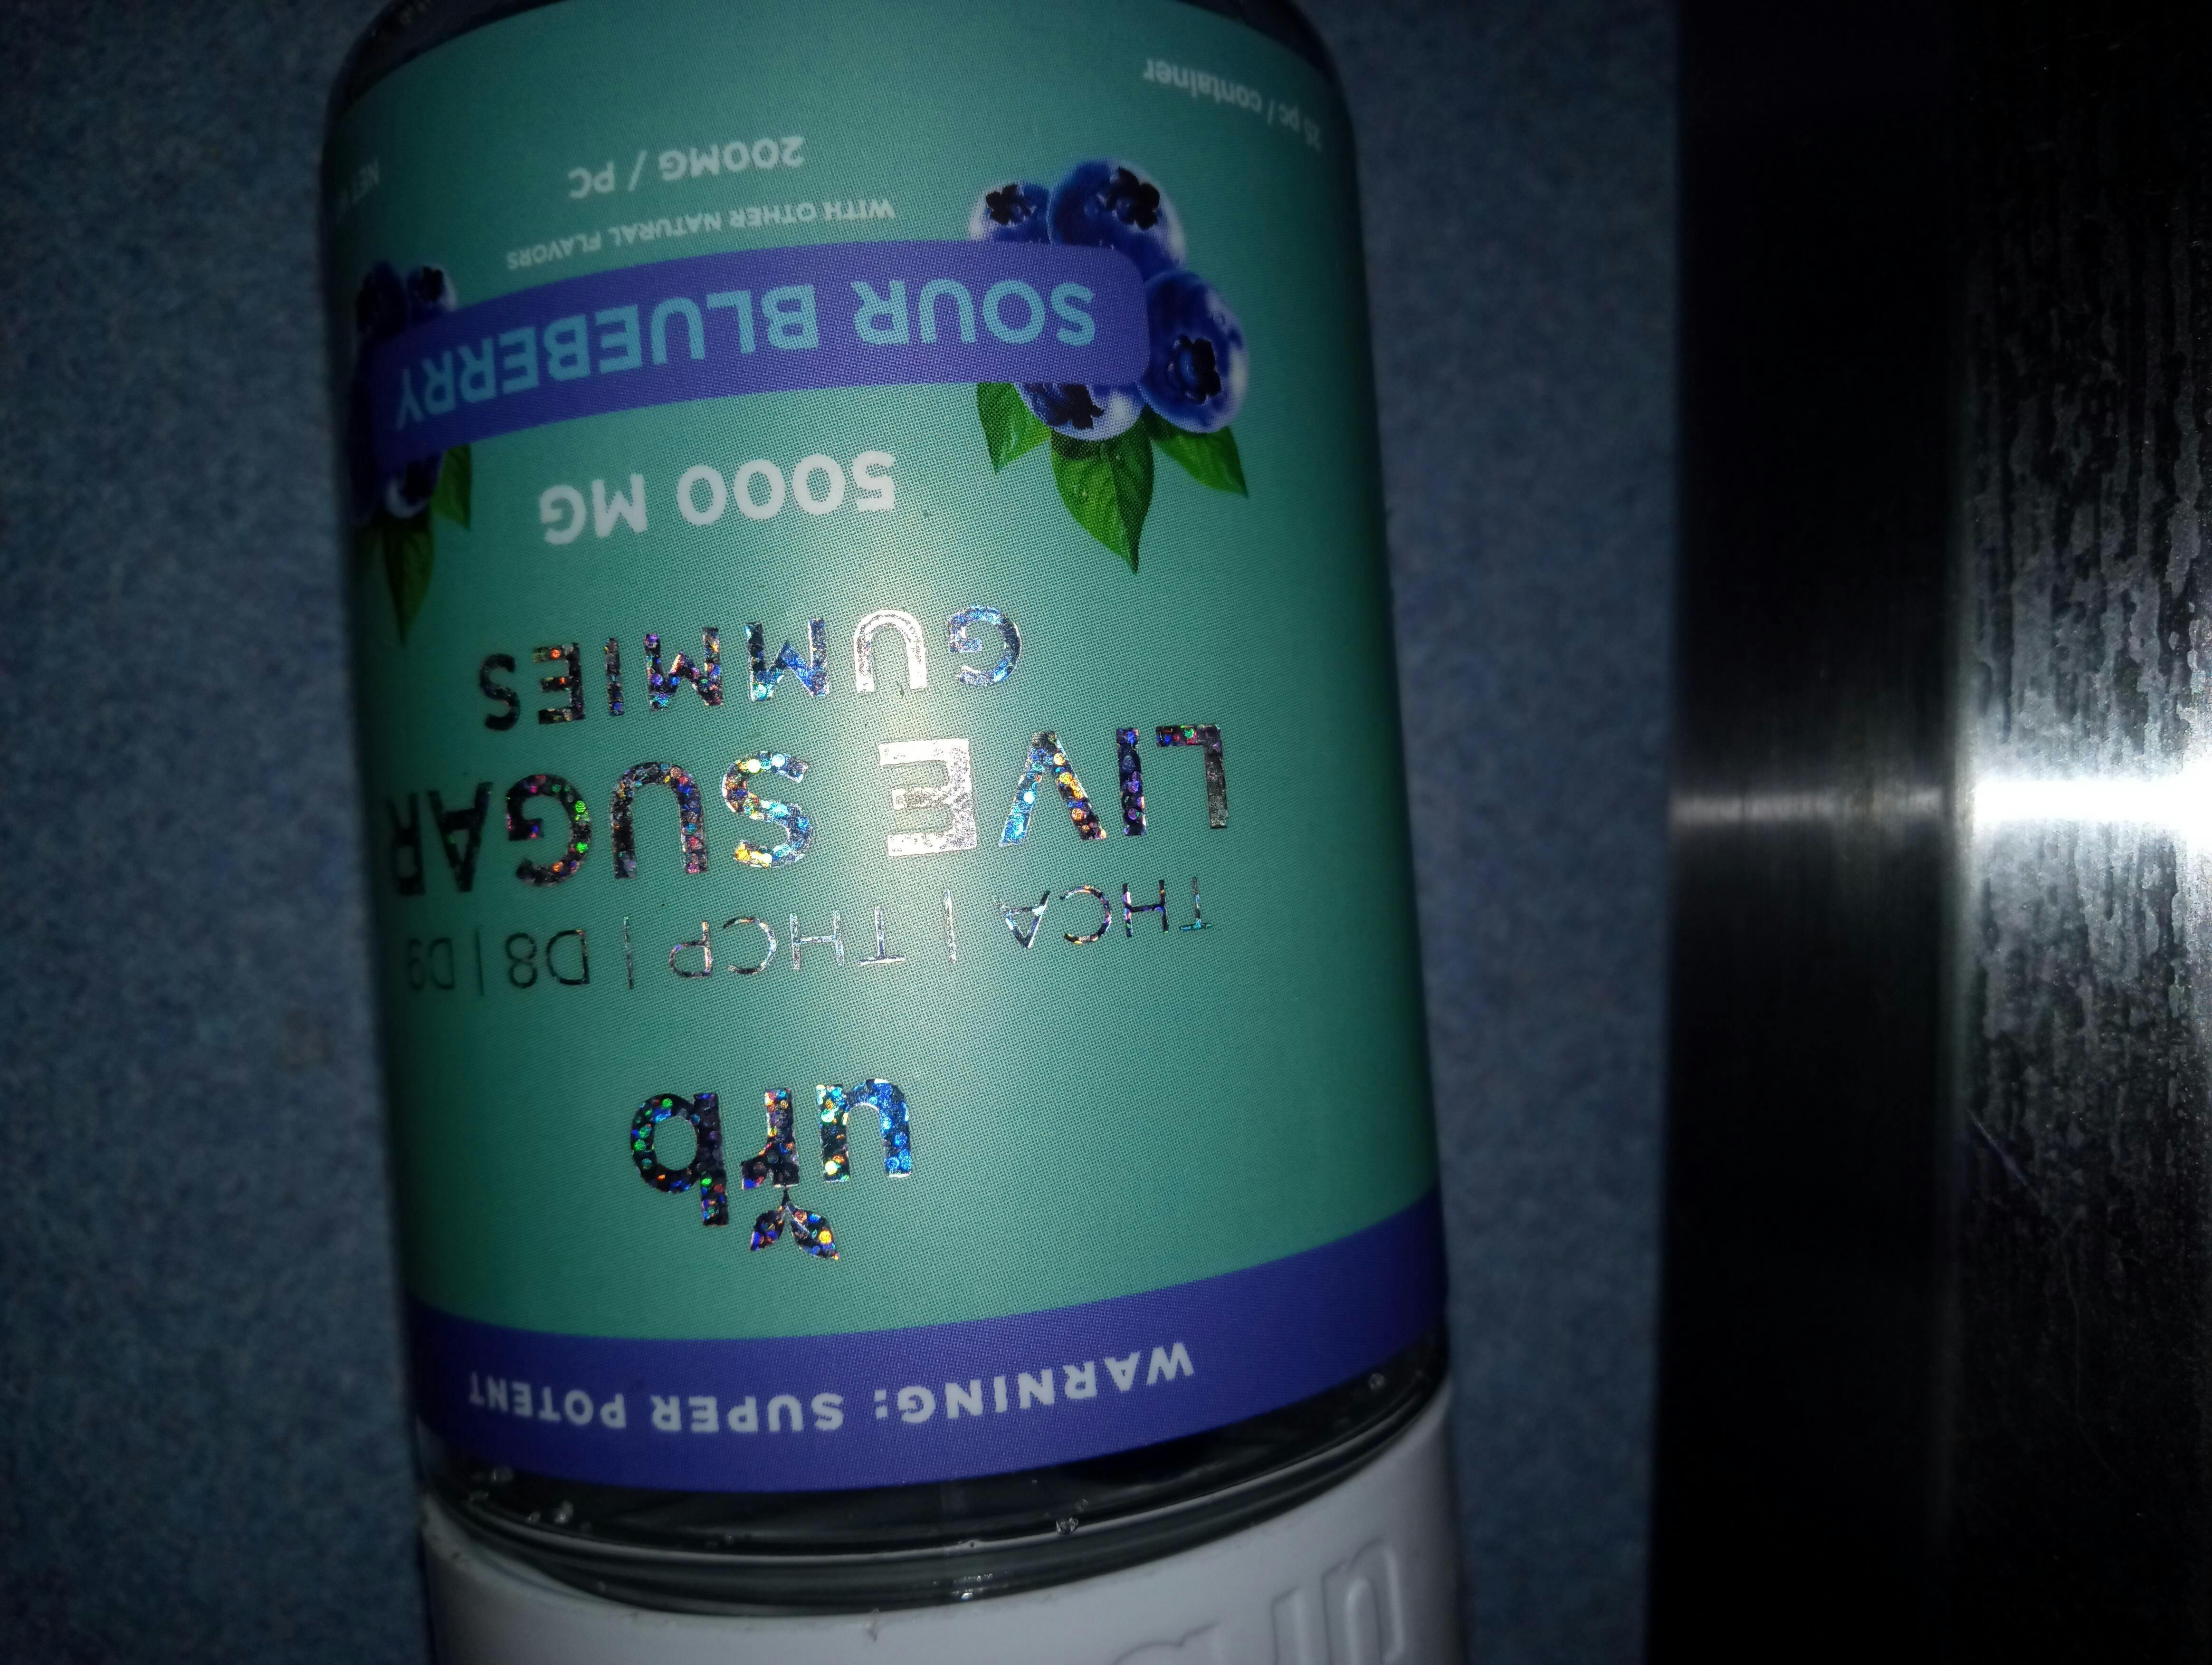 WARNING: SUPER POTENT
urb
THCA | THCP | D8 | D9
LIVE SUGAR
GUMMIES
5000 MG
SOUR BLUEBERRY
WITH OTHER NATURAL FLAVORS
200MG / PC
25 pc / container
NET